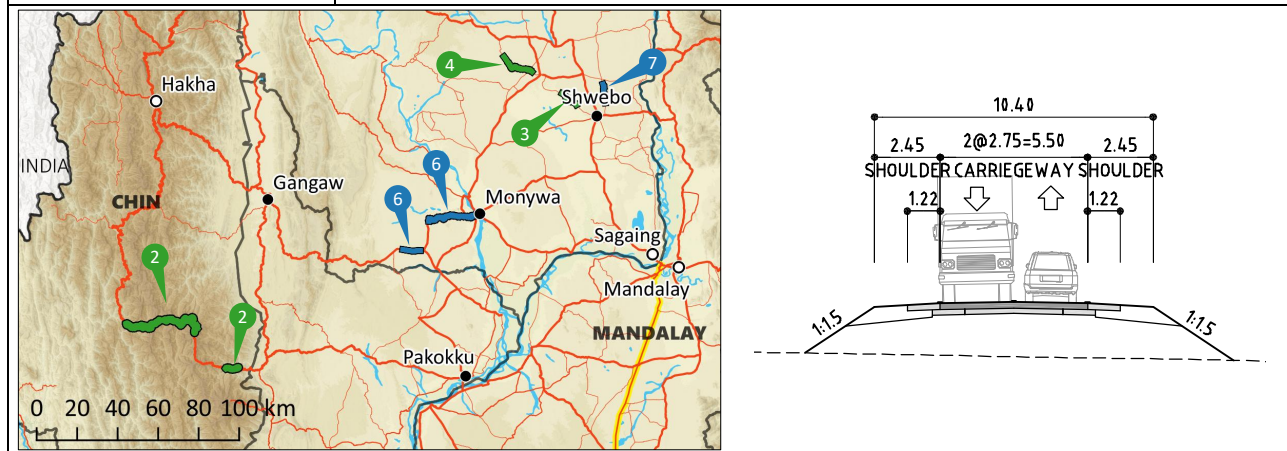 4
7
Hakha
Shwebo
3
INDIA
Gangaw
6
6
Monywa
CHIN
Sagaing
2
Mandalay
2
MANDALAY
Pakokku
0 20 40 60 80 100 km
10.40
2.45 2@2.75=5.50 2.45
SHOULDER CARRIEGEWAY SHOULDER
1.22 1.22
1:1.5 1:1.5